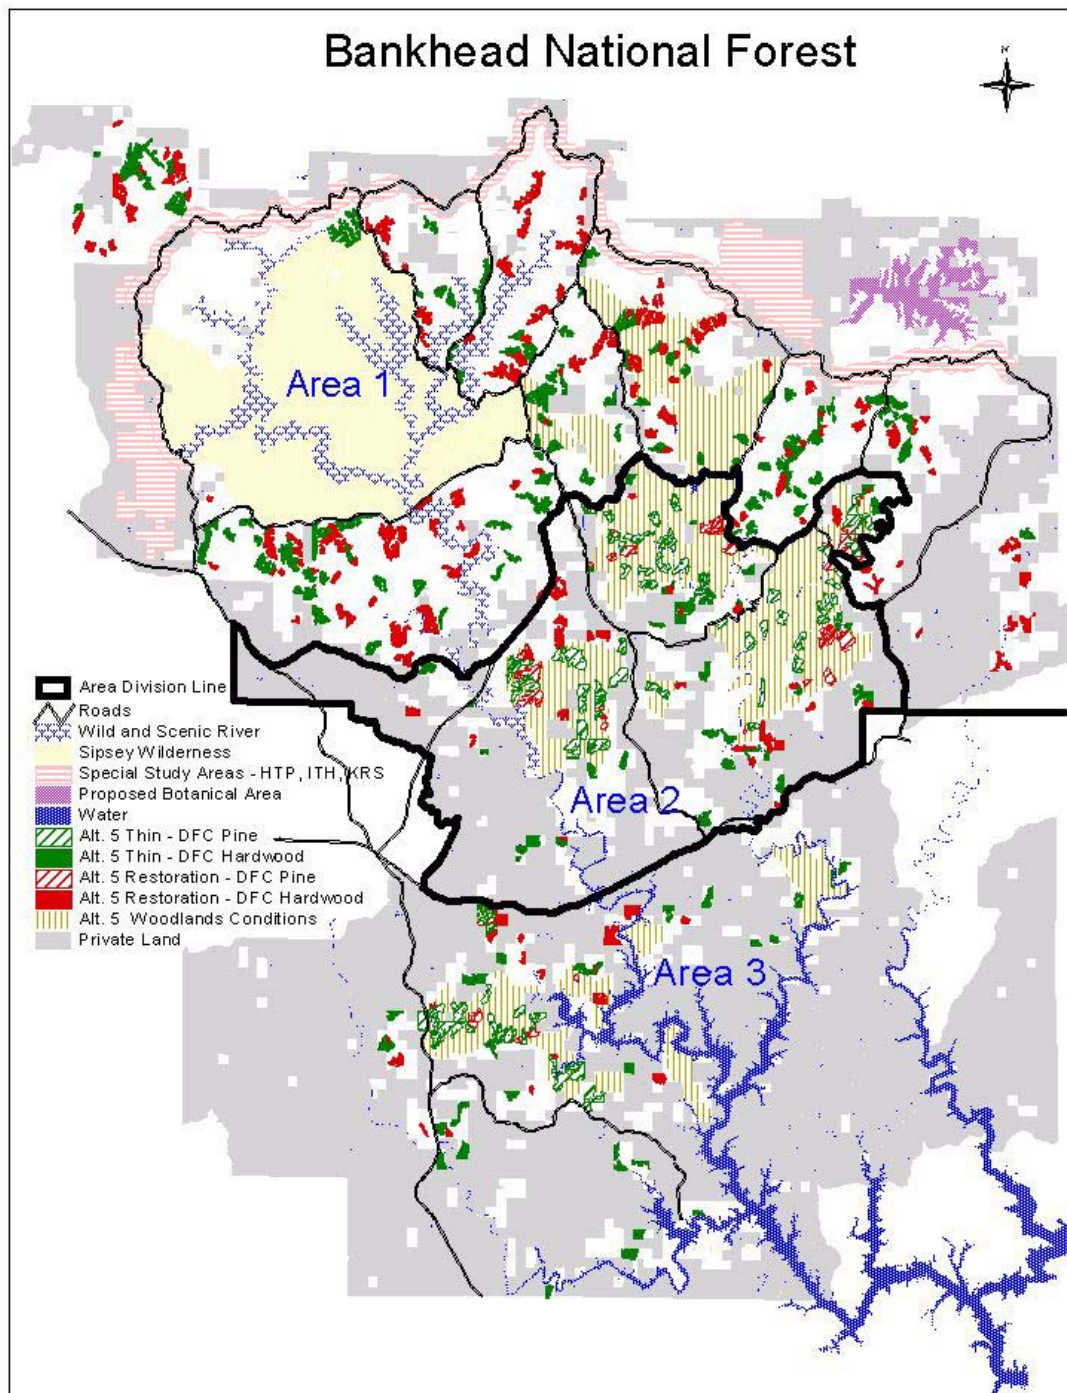 Bankhead National Forest
N
Area 1
Area Division Line
Roads
Wild and Scenic River
Sipsey Wilderness
Special Study Areas - HTP, ITH, KRS
Proposed Botanical Area
Water
Alt. 5 Thin - DFC Pine
Alt. 5 Thin - DFC Hardwood
Alt. 5 Restoration - DFC Pine
Alt. 5 Restoration - DFC Hardwood
Alt. 5 Woodlands Conditions
Private Land
Area 2
Area 3